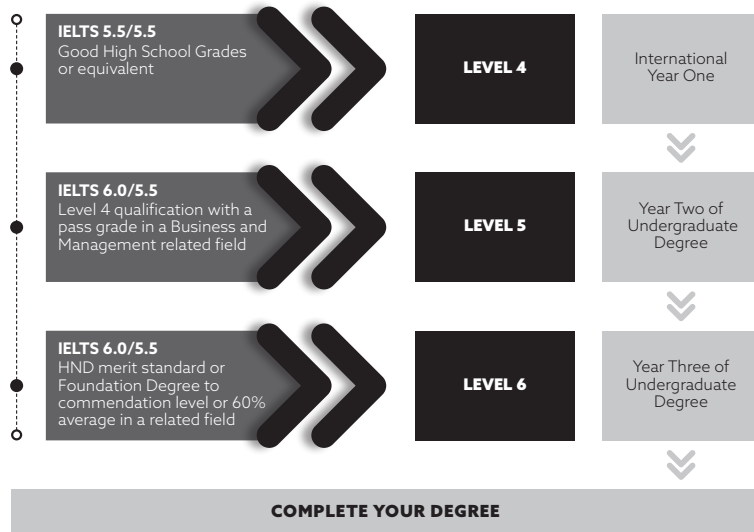 IELTS 5.5/5.5
Good High School Grades
or equivalent
LEVEL 4
International
Year One
IELTS 6.0/5.5
Level 4 qualification with a
pass grade in a Business and
Management related field
LEVEL 5
Year Two of
Undergraduate
Degree
IELTS 6.0/5.5
HND merit standard or
Foundation Degree to
commendation level or 60%
average in a related field
LEVEL 6
Year Three of
Undergraduate
Degree
COMPLETE YOUR DEGREE